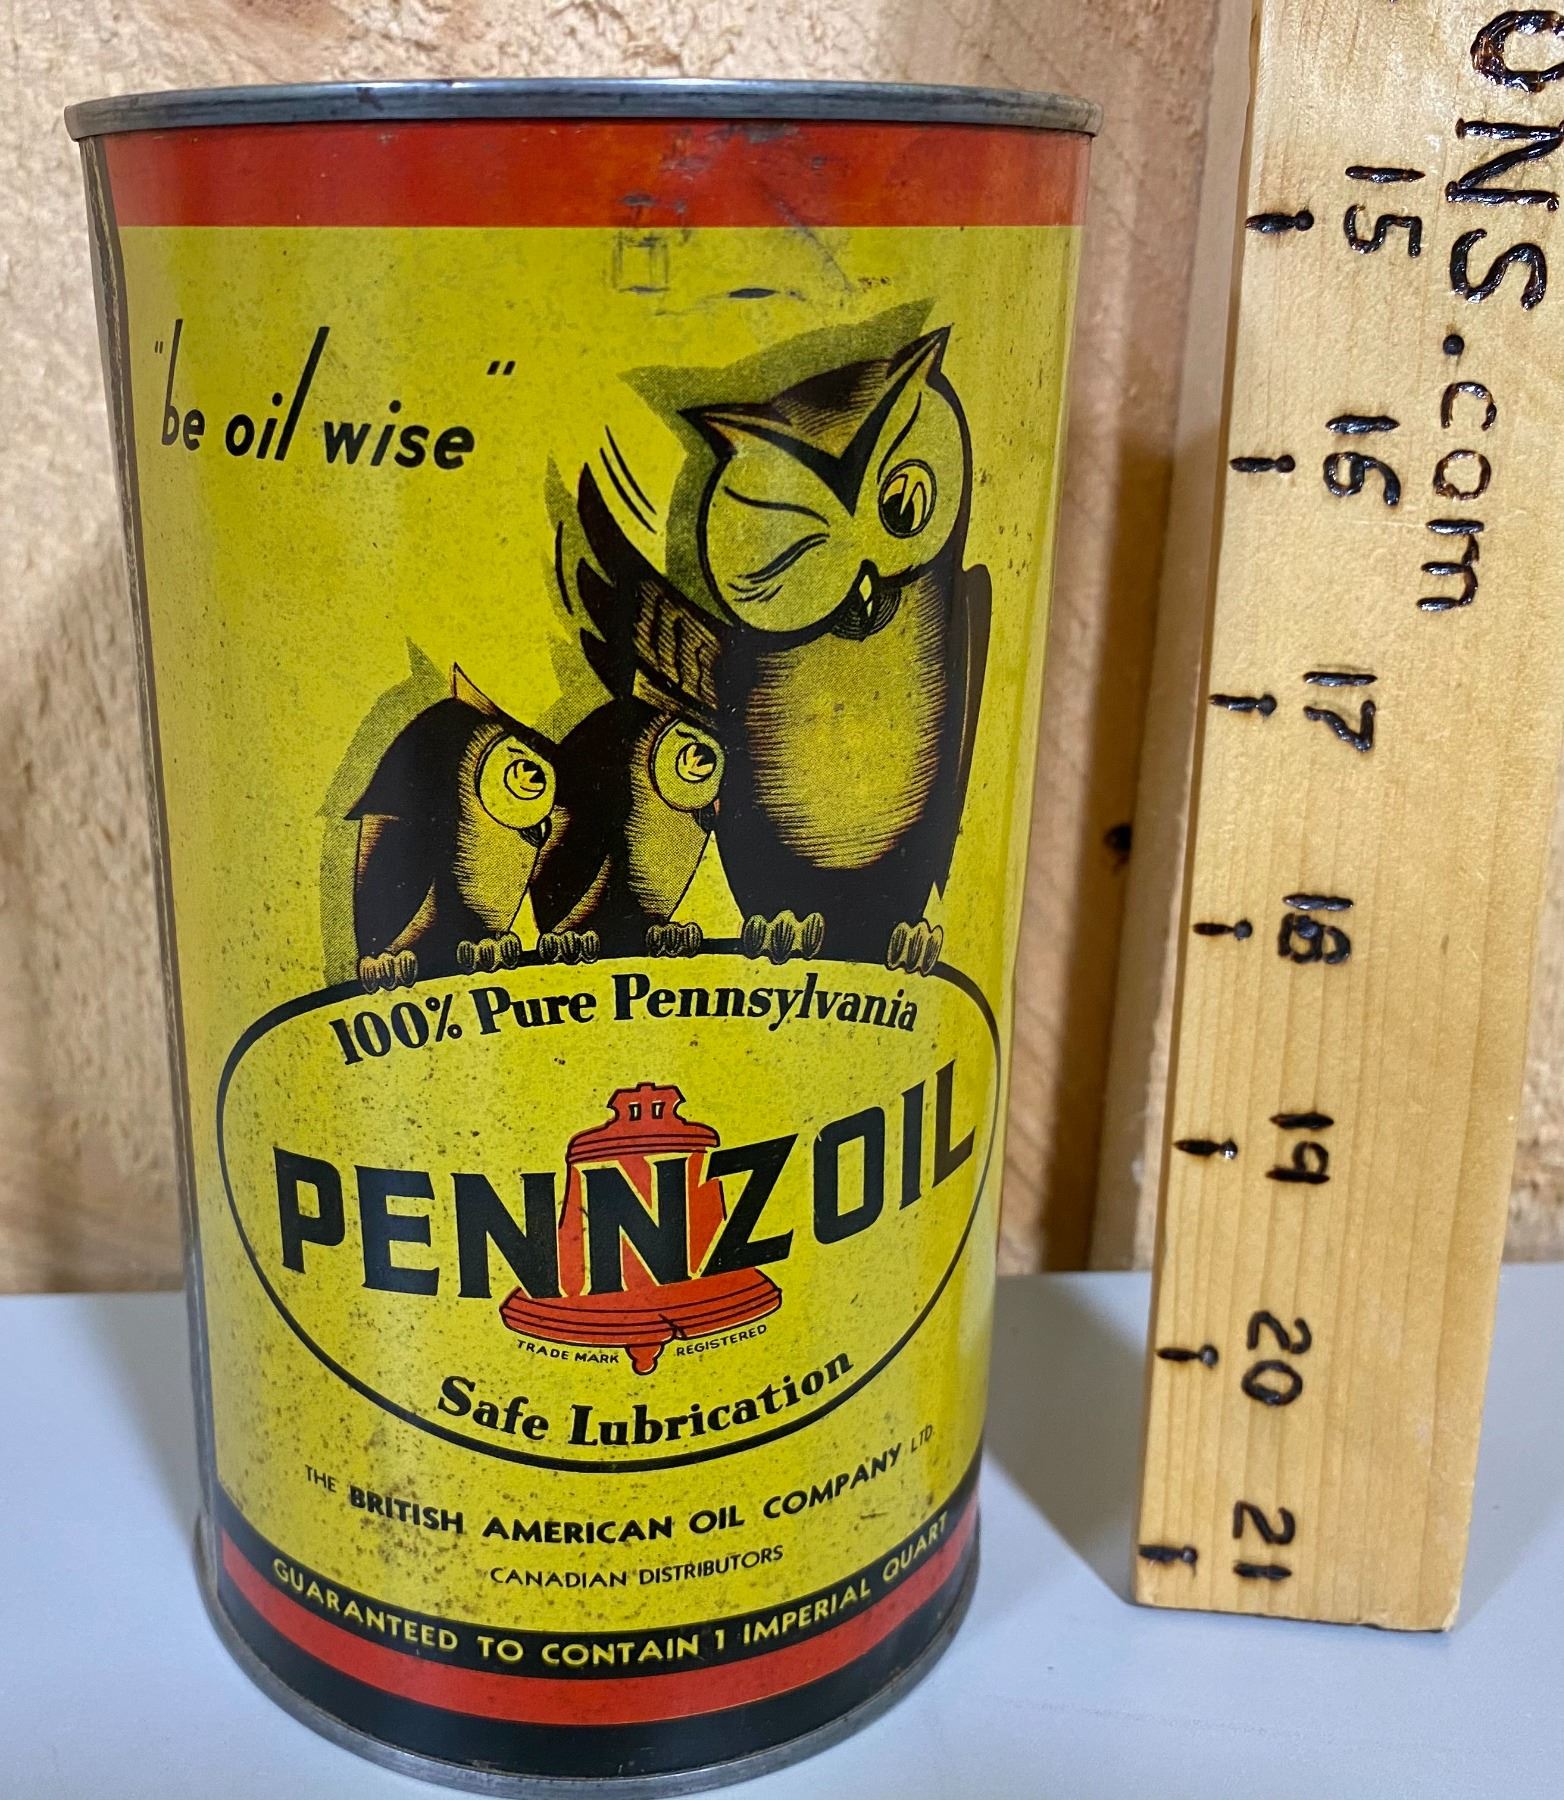 "be oil wise"
100% Pure Pennsylvania
PENNZOIL
TRADE MARK REGISTERED
Safe Lubrication
THE BRITISH AMERICAN OIL COMPANY LTD.
CANADIAN DISTRIBUTORS
GUARANTEED TO CONTAIN 1 IMPERIAL QUART
ONS.com
15
16
17
18
19
20
21